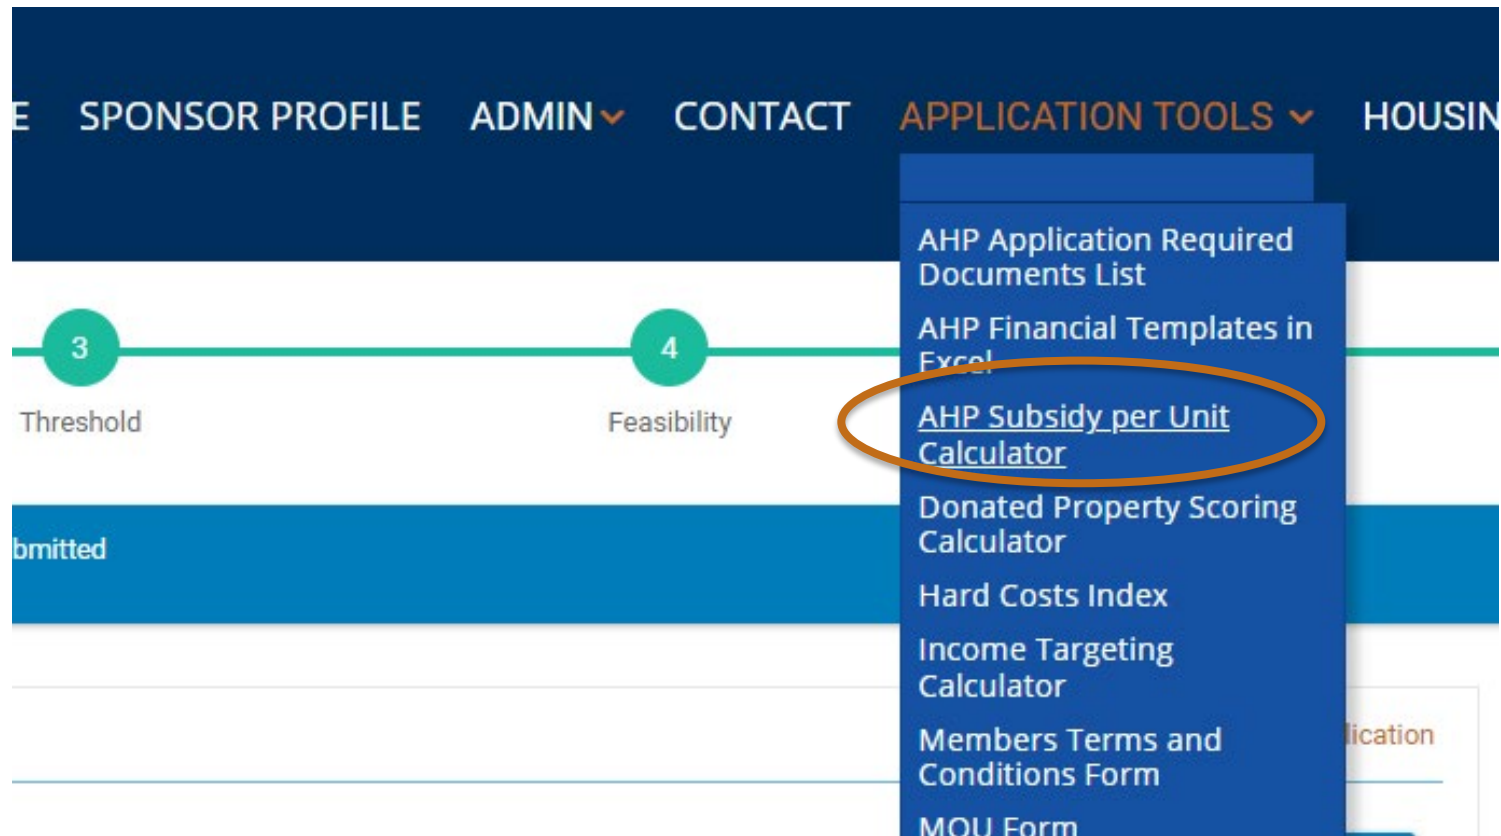 E SPONSOR PROFILE ADMIN CONTACT APPLICATION TOOLS HOUSIN
AHP Application Required
Documents List
AHP Financial Templates in
Excel
3
4
Threshold
Feasibility
AHP Subsidy per Unit
Calculator
Donated Property Scoring
Calculator
bmitted
Hard Costs Index
Income Targeting
Calculator
Members Terms and
Conditions Form
lication
MOU Form